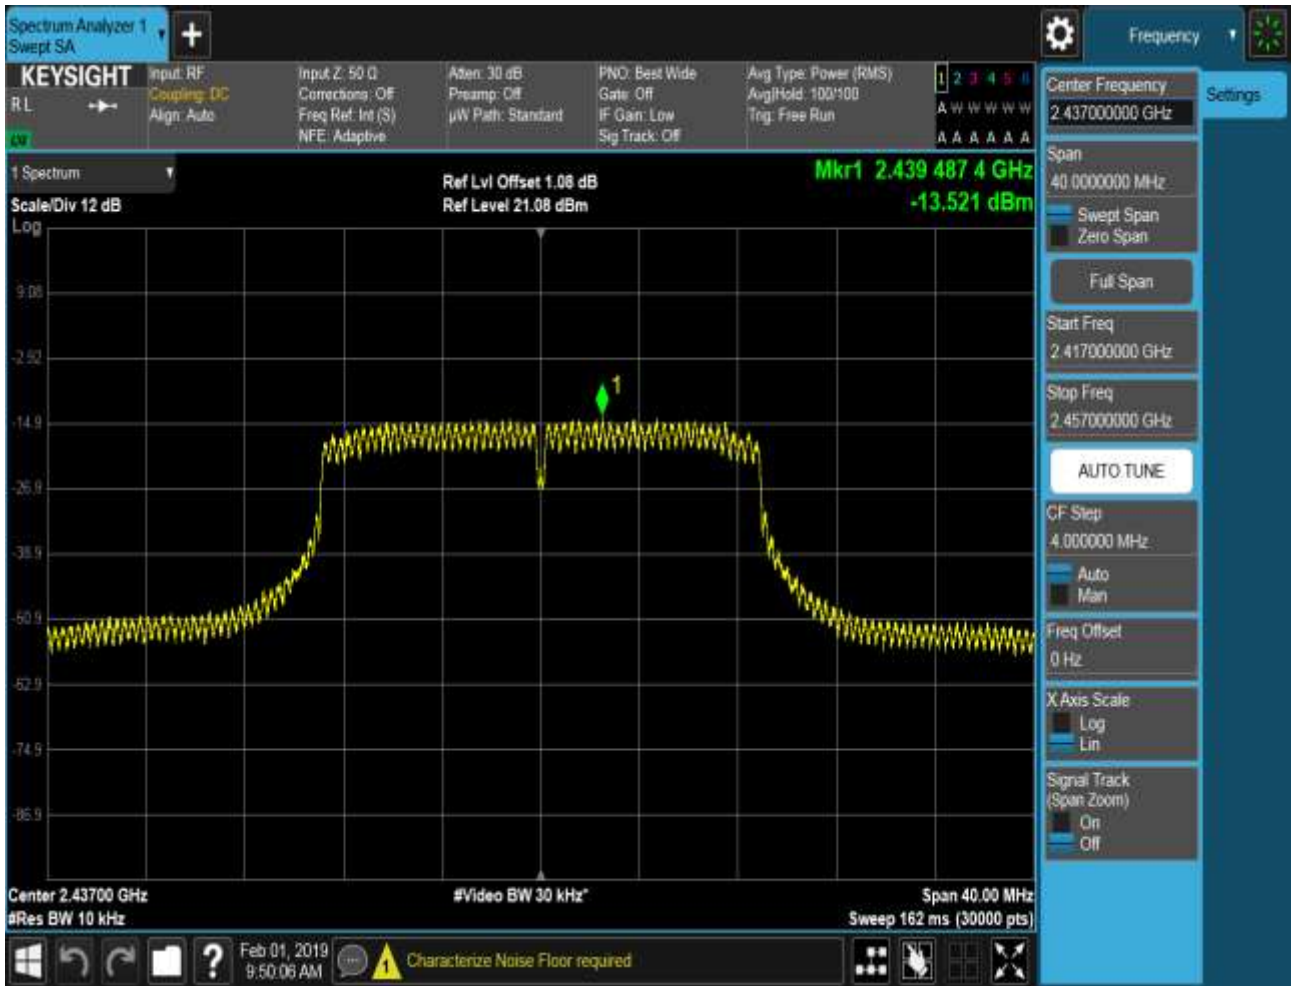 Spectrum Analyzer 1
Swept SA
+
Frequency
KEYSIGHT
RL
LXI
Input: RF
Coupling: DC
Align: Auto
Input Z: 50 Ω
Corrections: Off
Freq Ref: Int (S)
NFE: Adaptive
Atten: 30 dB
Preamp: Off
µW Path: Standard
PNO: Best Wide
Gate: Off
IF Gain: Low
Sig Track: Off
Avg Type: Power (RMS)
Avg|Hold: 100/100
Trig: Free Run
1 2 3 4 5 6
A W W W W W
A A A A A A
Center Frequency
2.437000000 GHz
Settings
Span
40.0000000 MHz
Swept Span
Zero Span
Full Span
Start Freq
2.417000000 GHz
Stop Freq
2.457000000 GHz
AUTO TUNE
CF Step
4.000000 MHz
Auto
Man
Freq Offset
0 Hz
X Axis Scale
Log
Lin
Signal Track
(Span Zoom)
On
Off
1 Spectrum
Scale/Div 12 dB
Log
Ref Lvl Offset 1.08 dB
Ref Level 21.08 dBm
Mkr1 2.439 487 4 GHz
-13.521 dBm
9.08
-2.92
1
-14.9
-26.9
-38.9
-50.9
-62.9
-74.9
-86.9
Center 2.43700 GHz
#Video BW 30 kHz*
Span 40.00 MHz
#Res BW 10 kHz
Sweep 162 ms (30000 pts)
?
Feb 01, 2019
9:50:06 AM
1
Characterize Noise Floor required